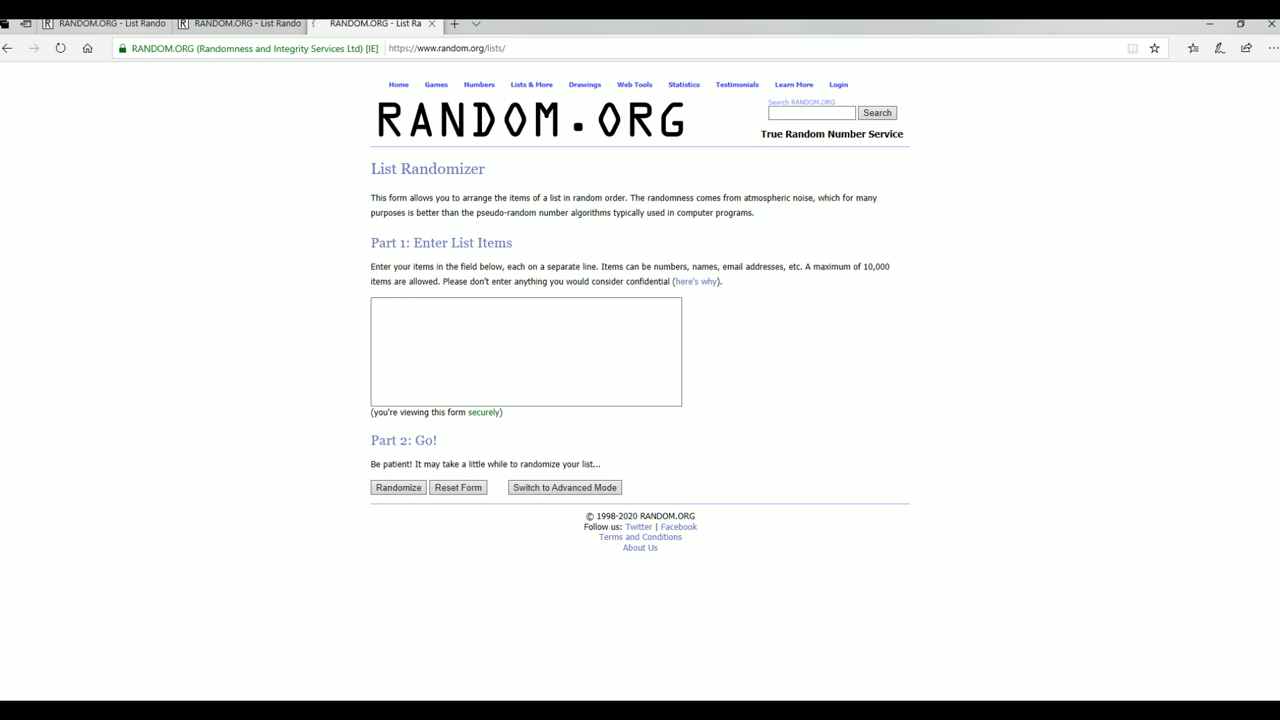 RANDOM.ORG - List Rando RANDOM.ORG - List Rando RANDOM.ORG - List Ra
RANDOM.ORG (Randomness and Integrity Services Ltd) [IE] https://www.random.org/lists/
Home Games Numbers Lists & More Drawings Web Tools Statistics Testimonials Learn More Login
RANDOM.ORG
Search RANDOM.ORG
Search
True Random Number Service
List Randomizer
This form allows you to arrange the items of a list in random order. The randomness comes from atmospheric noise, which for many
purposes is better than the pseudo-random number algorithms typically used in computer programs.
Part 1: Enter List Items
Enter your items in the field below, each on a separate line. Items can be numbers, names, email addresses, etc. A maximum of 10,000
items are allowed. Please don't enter anything you would consider confidential (here's why).
(you're viewing this form securely)
Part 2: Go!
Be patient! It may take a little while to randomize your list...
Randomize Reset Form Switch to Advanced Mode
© 1998-2020 RANDOM.ORG
Follow us: Twitter | Facebook
Terms and Conditions
About Us